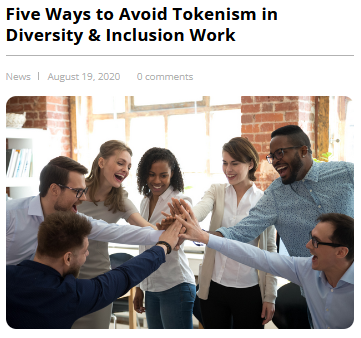 Five Ways to Avoid Tokenism in
Diversity & Inclusion Work
News | August 19, 2020 0 comments